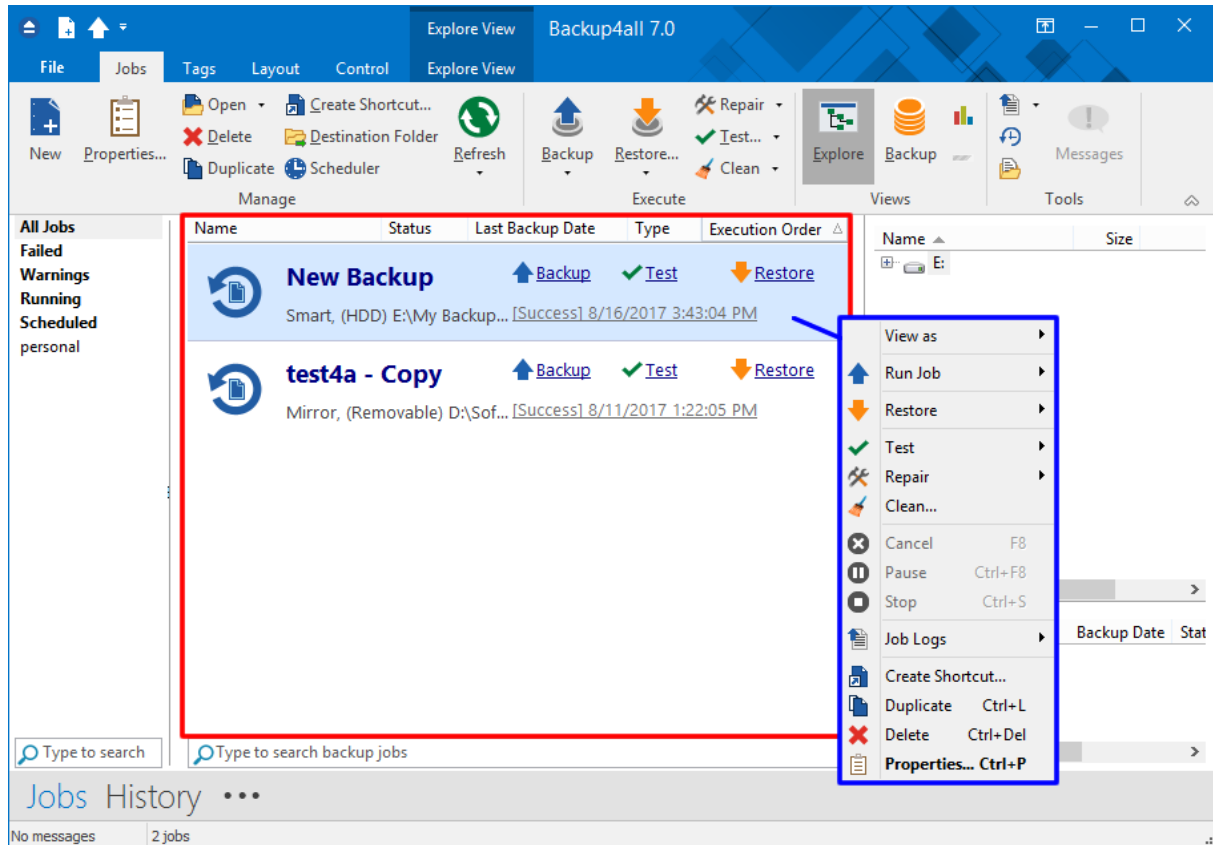 Explore View
Backup4all 7.0
File
Jobs
Tags
Layout
Control
Explore View
New
Properties...
Open
Delete
Duplicate
Create Shortcut...
Destination Folder
Scheduler
Refresh
Manage
Backup
Restore...
Repair
Test...
Clean
Execute
Explore
Backup
Views
Messages
Tools
All Jobs
Failed
Warnings
Running
Scheduled
personal
Type to search
Name Status Last Backup Date Type Execution Order
New Backup Backup Test Restore
Smart, (HDD) E:\My Backup... [Success] 8/16/2017 3:43:04 PM
test4a - Copy Backup Test Restore
Mirror, (Removable) D:\Sof... [Success] 8/11/2017 1:22:05 PM
Type to search backup jobs
Name Size
E:
View as
Run Job
Restore
Test
Repair
Clean...
Cancel F8
Pause Ctrl+F8
Stop Ctrl+S
Job Logs
Create Shortcut...
Duplicate Ctrl+L
Delete Ctrl+Del
Properties... Ctrl+P
Backup Date Stat
Jobs History
No messages 2 jobs